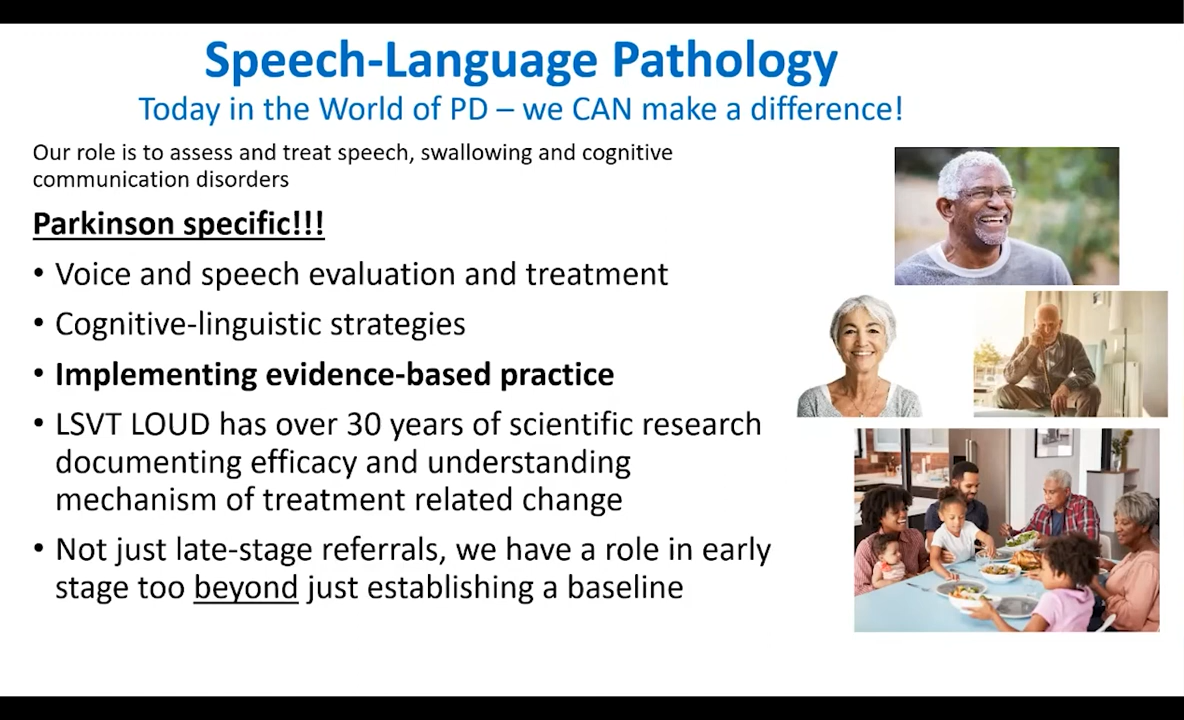 Speech-Language Pathology
Today in the World of PD – we CAN make a difference!
Our role is to assess and treat speech, swallowing and cognitive
communication disorders
Parkinson specific!!!
• Voice and speech evaluation and treatment
• Cognitive-linguistic strategies
• Implementing evidence-based practice
• LSVT LOUD has over 30 years of scientific research
documenting efficacy and understanding
mechanism of treatment related change
• Not just late-stage referrals, we have a role in early
stage too beyond just establishing a baseline